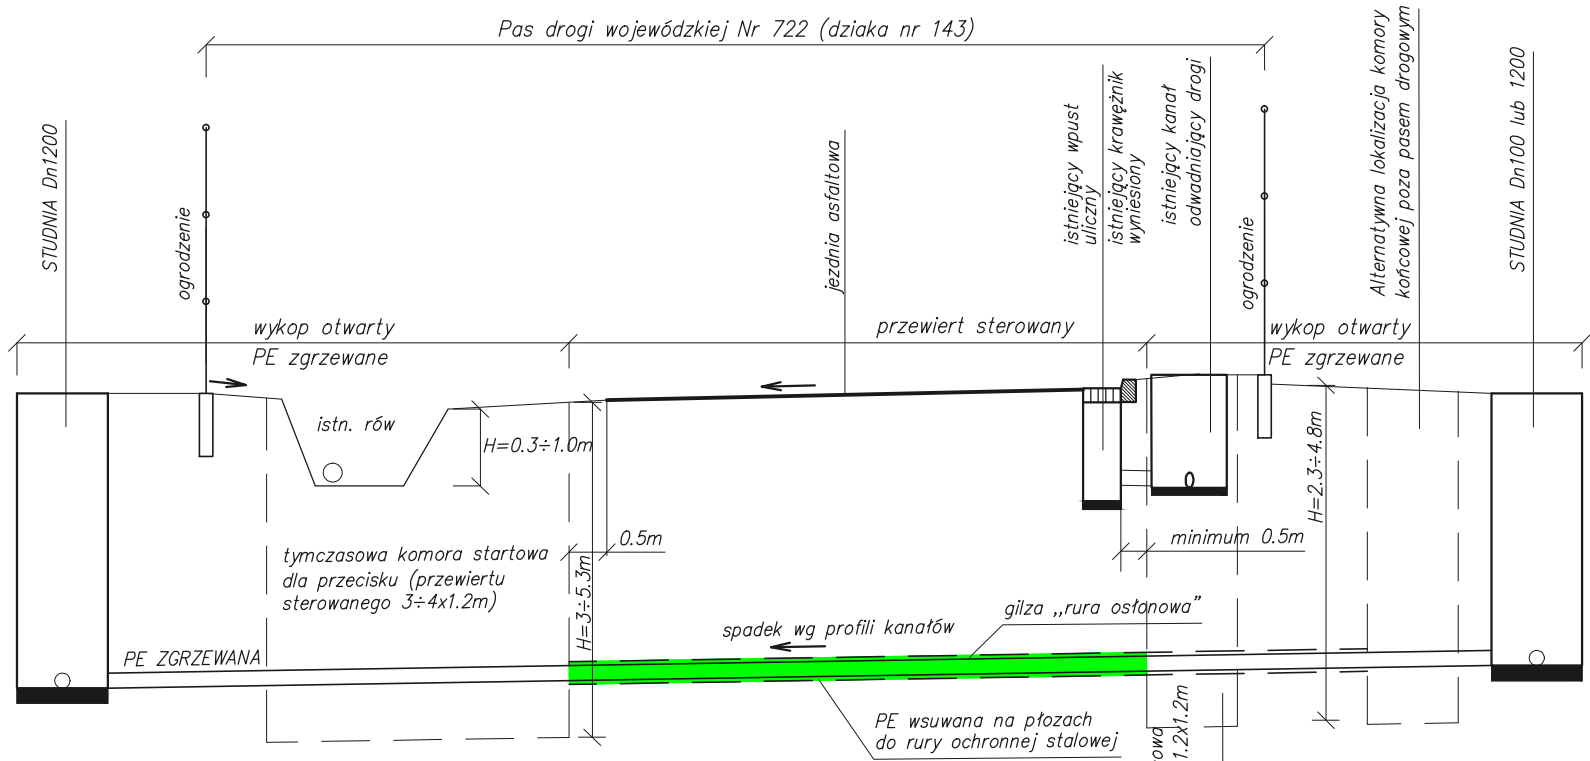 Pas drogi wojewódzkiej Nr 722 (dziaka nr 143)
STUDNIA Dn1200
ogrodzenie
jezdnia asfaltowa
istniejący wpust
uliczny
istniejący krawężnik
wyniesiony
istniejący kanał
odwadniający drogi
ogrodzenie
Alternatywna lokalizacja komory
końcowej poza pasem drogowym
STUDNIA Dn100 lub 1200
wykop otwarty
PE zgrzewane
przewiert sterowany
wykop otwarty
PE zgrzewane
istn. rów
H=0.3÷1.0m
H=2.3÷4.8m
0.5m
minimum 0.5m
tymczasowa komora startowa
dla przecisku (przewiertu
sterowanego 3÷4x1.2m)
H=3÷5.3m
gilza „rura osłonowa”
spadek wg profili kanałów
PE ZGRZEWANA
PE wsuwana na płozach
do rury ochronnej stalowej
1.2x1.2m